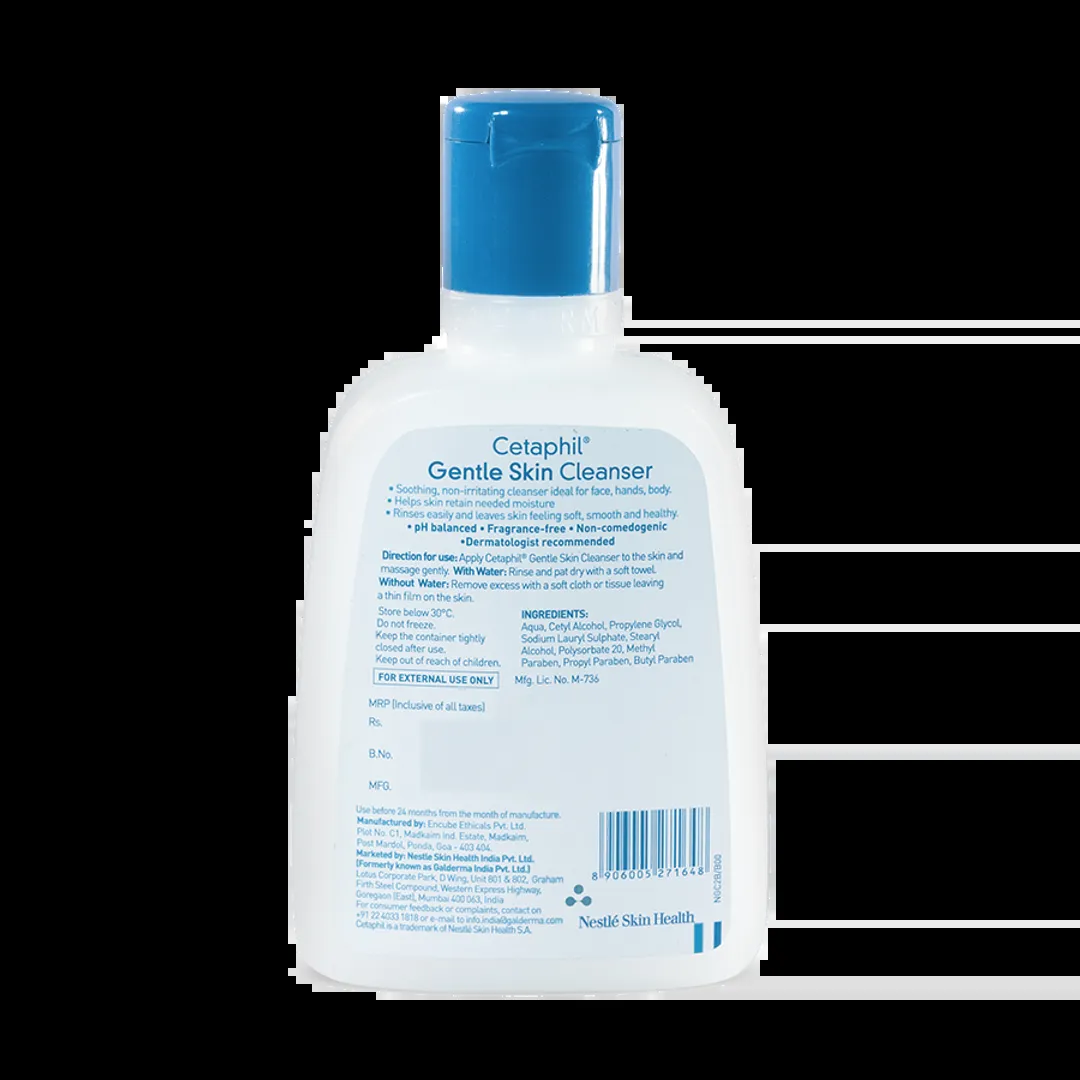 Cetaphil®
Gentle Skin Cleanser
• Soothing, non-irritating cleanser ideal for face, hands, body.
• Helps skin retain needed moisture
• Rinses easily and leaves skin feeling soft, smooth and healthy.
• pH balanced • Fragrance-free • Non-comedogenic
•Dermatologist recommended
Direction for use: Apply Cetaphil® Gentle Skin Cleanser to the skin and
massage gently. With Water: Rinse and pat dry with a soft towel.
Without Water: Remove excess with a soft cloth or tissue leaving
a thin film on the skin.
Store below 30°C.
Do not freeze.
Keep the container tightly
closed after use.
Keep out of reach of children.
FOR EXTERNAL USE ONLY
INGREDIENTS:
Aqua, Cetyl Alcohol, Propylene Glycol,
Sodium Lauryl Sulphate, Stearyl
Alcohol, Polysorbate 20, Methyl
Paraben, Propyl Paraben, Butyl Paraben
Mfg. Lic. No. M-736
MRP (Inclusive of all taxes)
Rs.
B.No.
MFG.
Use before 24 months from the month of manufacture.
Manufactured by: Encube Ethicals Pvt. Ltd.
Plot No. C1, Madkaim ind. Estate, Madkaim,
Post Mardol, Ponda, Goa - 403 404.
Marketed by: Nestle Skin Health India Pvt. Ltd.
(Formerly known as Galderma India Pvt. Ltd.)
Lotus Corporate Park, D Wing, Unit 801 & 802, Graham
Firth Steel Compound, Western Express Highway,
Goregaon (East), Mumbai 400 063, India
For consumer feedback or complaints, contact on
+91 22 4033 1818 or e-mail to info.india@galderma.com
Cetaphil is a trademark of Nestlé Skin Health S.A.
8 906005 271648
N0C2B/B00
Nestlé Skin Health